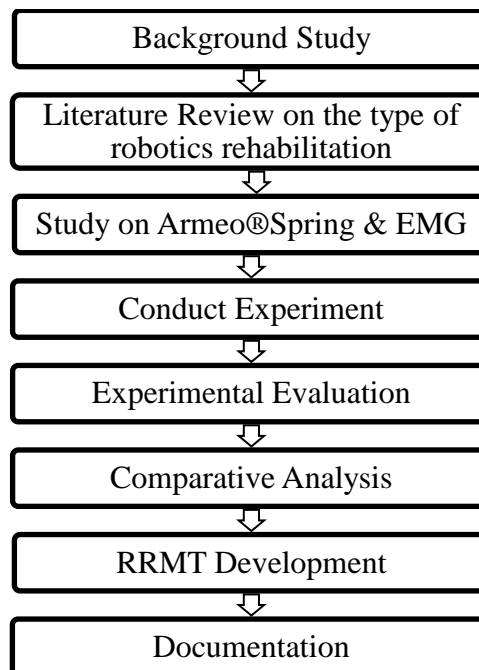 Background Study
Literature Review on the type of
robotics rehabilitation
Study on Armeo®Spring & EMG
Conduct Experiment
Experimental Evaluation
Comparative Analysis
RRMT Development
Documentation